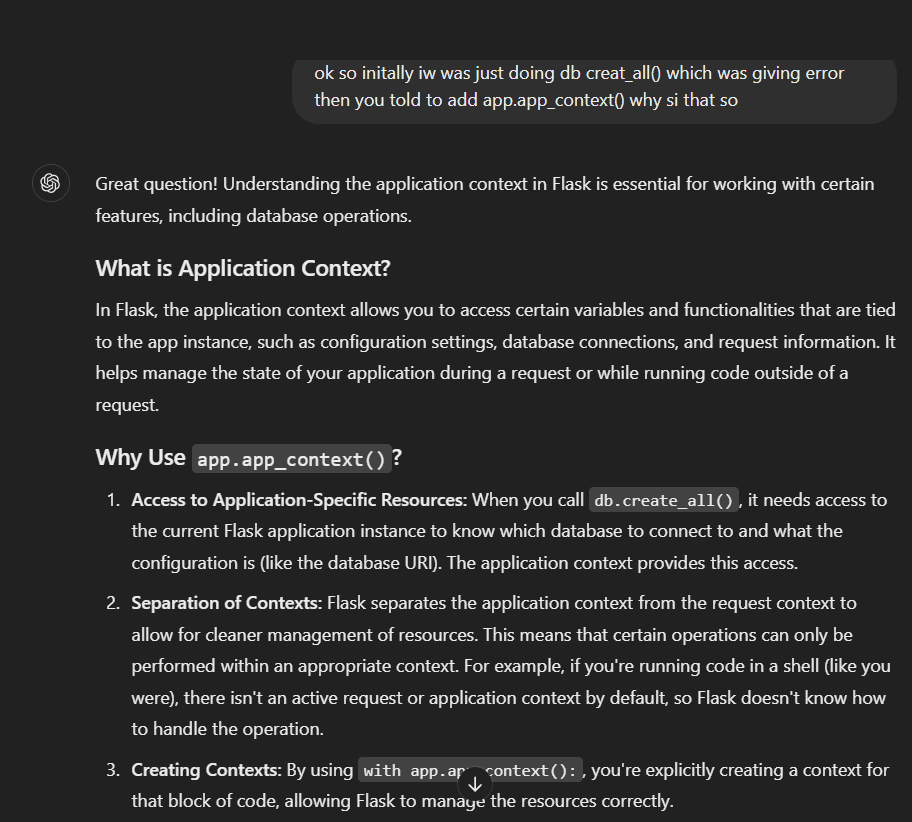 ok so initally iw was just doing db creat_all() which was giving error
then you told to add app.app_context() why si that so
Great question! Understanding the application context in Flask is essential for working with certain
features, including database operations.
What is Application Context?
In Flask, the application context allows you to access certain variables and functionalities that are tied
to the app instance, such as configuration settings, database connections, and request information. It
helps manage the state of your application during a request or while running code outside of a
request.
Why Use app.app_context()?
1. Access to Application-Specific Resources: When you call db.create_all(), it needs access to
the current Flask application instance to know which database to connect to and what the
configuration is (like the database URI). The application context provides this access.
2. Separation of Contexts: Flask separates the application context from the request context to
allow for cleaner management of resources. This means that certain operations can only be
performed within an appropriate context. For example, if you're running code in a shell (like you
were), there isn't an active request or application context by default, so Flask doesn't know how
to handle the operation.
3. Creating Contexts: By using with app.app_context():, you're explicitly creating a context for
that block of code, allowing Flask to manage the resources correctly.